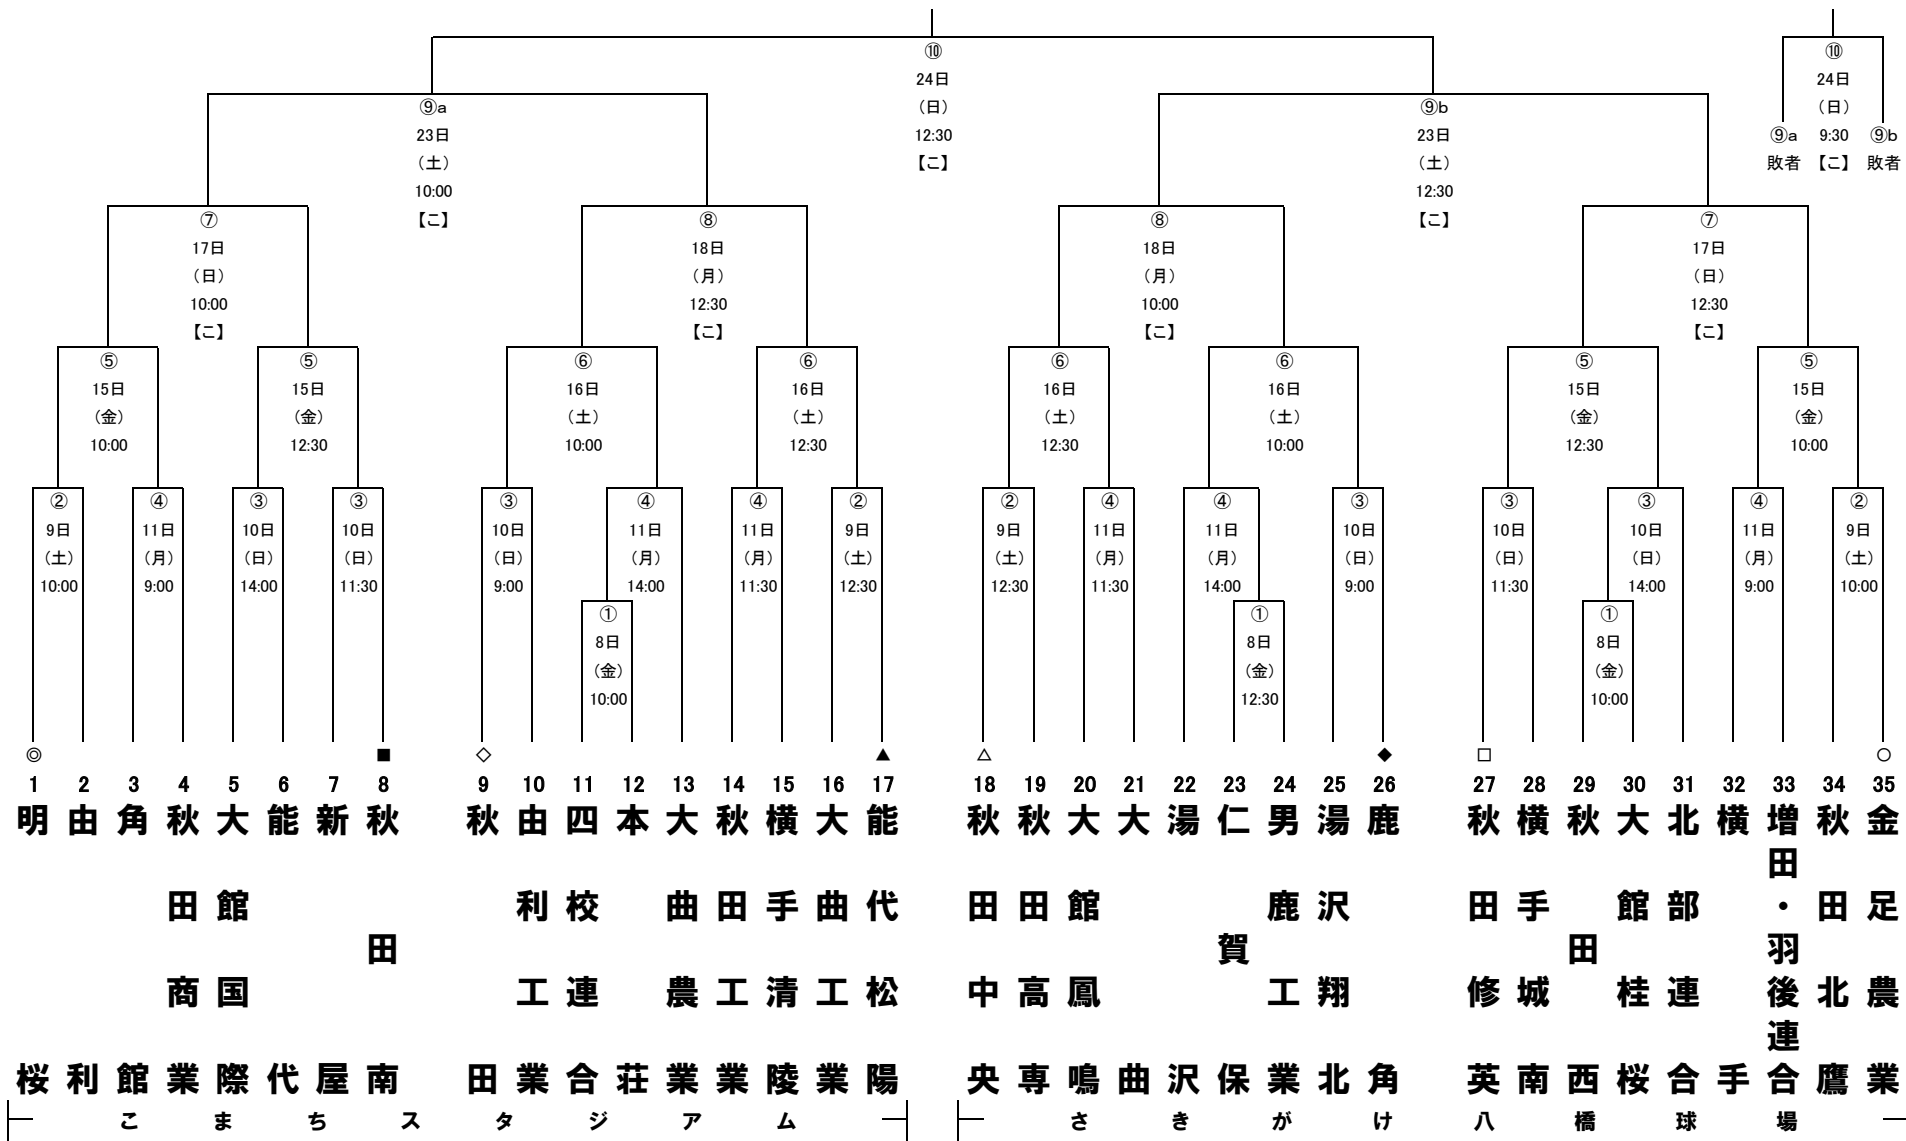 ⑩ ⑩
24日 24日
（日） （日）
12:30 9:30
【こ】 【こ】
⑨a ⑨b
敗者 敗者
⑨a ⑨b
23日 23日
（土） （土）
10:00 12:30
【こ】 【こ】
⑦ ⑧ ⑧ ⑦
17日 18日 18日 17日
（日） （月） （月） （日）
10:00 12:30 10:00 12:30
【こ】 【こ】 【こ】 【こ】
⑤ ⑤ ⑥ ⑥ ⑥ ⑥ ⑤ ⑤
15日 15日 16日 16日 16日 16日 15日 15日
（金） （金） （土） （土） （土） （土） （金） （金）
10:00 12:30 10:00 12:30 12:30 10:00 12:30 10:00
② ④ ③ ③ ③ ④ ④ ② ② ④ ④ ③ ③ ③ ④ ②
9日 11日 10日 10日 10日 11日 11日 9日 9日 11日 11日 10日 10日 10日 11日 9日
（土） （月） （日） （日） （日） （月） （月） （土） （土） （月） （月） （日） （日） （日） （月） （土）
10:00 9:00 14:00 11:30 9:00 14:00 11:30 12:30 12:30 11:30 14:00 9:00 11:30 14:00 9:00 10:00
① ① ①
8日 8日 8日
（金） （金） （金）
10:00 12:30 10:00
◎ ■ ◇ ▲ △ ◆ □ ○
1 2 3 4 5 6 7 8 9 10 11 12 13 14 15 16 17 18 19 20 21 22 23 24 25 26 27 28 29 30 31 32 33 34 35
明桜
由利
角館
秋田商業
大館国際
能代
新屋
秋田南
秋田
由利工業
四校連合
本荘
大曲農業
秋田工業
横手清陵
大曲工業
能代松陽
秋田中央
秋田高専
大館鳳鳴
大曲
湯沢
仁賀保
男鹿工業
湯沢翔北
鹿角
秋田修英
横手城南
秋田西
大館桂桜
北部連合
横手
増田・羽後連合
秋田北鷹
金足農業
こまちスタジアム
さきがけ八橋球場